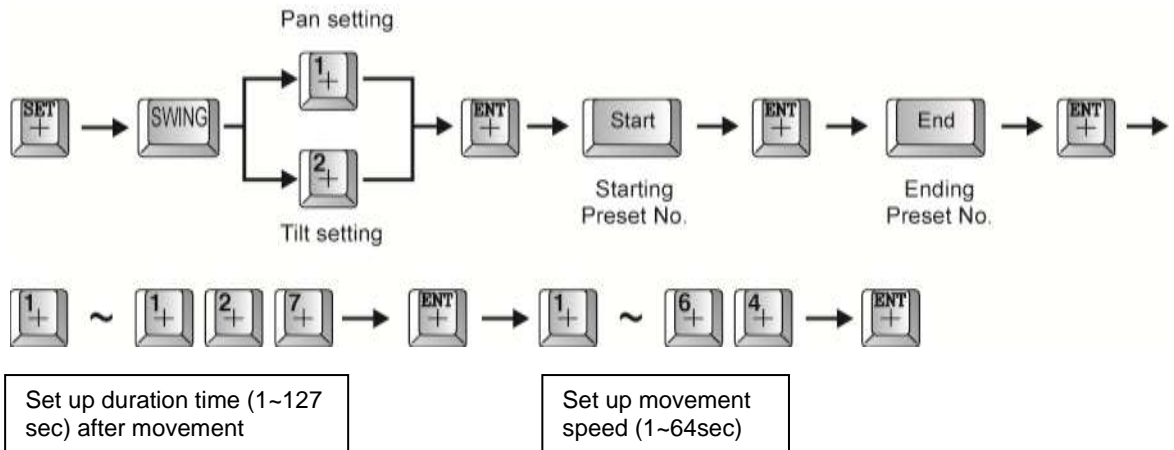 Pan setting
1
SET SWING ENT Start ENT End ENT
2
Starting Ending
Preset No. Preset No.
Tilt setting
1 ~ 1 2 7 ENT 1 ~ 6 4 ENT
Set up duration time (1~127
sec) after movement
Set up movement
speed (1~64sec)